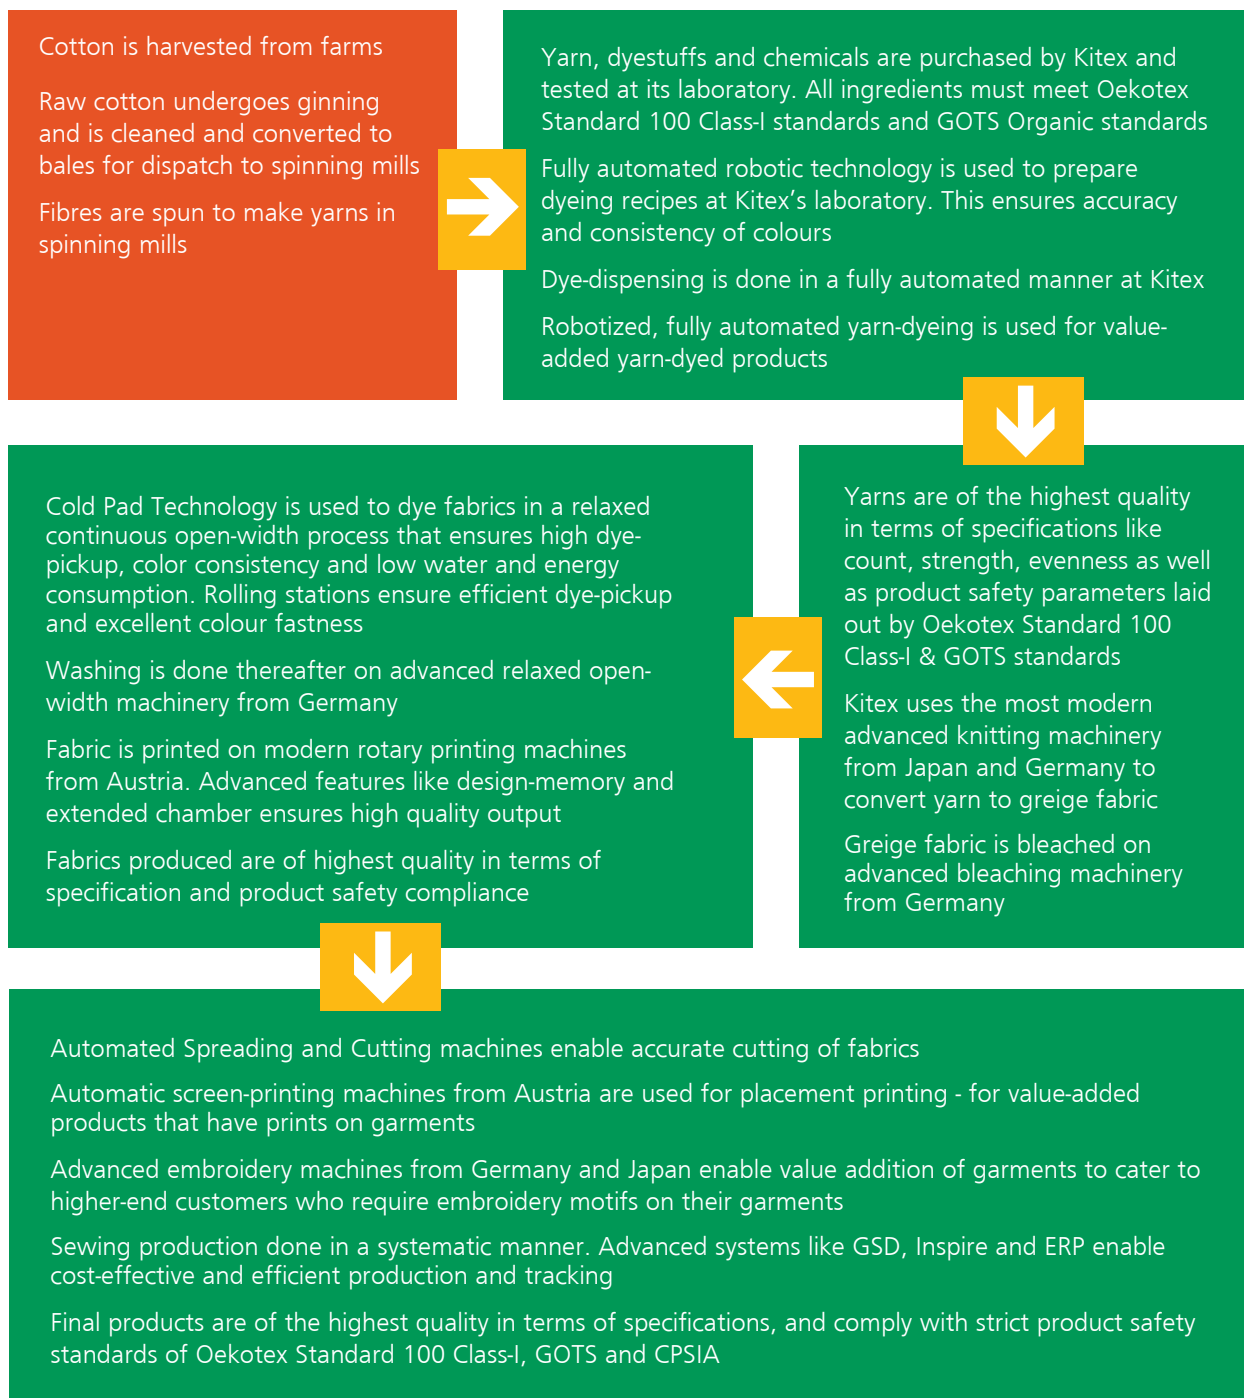 Cotton is harvested from farms
Raw cotton undergoes ginning
and is cleaned and converted to
bales for dispatch to spinning mills
Fibres are spun to make yarns in
spinning mills
Yarn, dyestuffs and chemicals are purchased by Kitex and
tested at its laboratory. All ingredients must meet Oekotex
Standard 100 Class-I standards and GOTS Organic standards
Fully automated robotic technology is used to prepare
dyeing recipes at Kitex’s laboratory. This ensures accuracy
and consistency of colours
Dye-dispensing is done in a fully automated manner at Kitex
Robotized, fully automated yarn-dyeing is used for value-
added yarn-dyed products
Yarns are of the highest quality
in terms of specifications like
count, strength, evenness as well
as product safety parameters laid
out by Oekotex Standard 100
Class-I & GOTS standards
Kitex uses the most modern
advanced knitting machinery
from Japan and Germany to
convert yarn to greige fabric
Greige fabric is bleached on
advanced bleaching machinery
from Germany
Cold Pad Technology is used to dye fabrics in a relaxed
continuous open-width process that ensures high dye-
pickup, color consistency and low water and energy
consumption. Rolling stations ensure efficient dye-pickup
and excellent colour fastness
Washing is done thereafter on advanced relaxed open-
width machinery from Germany
Fabric is printed on modern rotary printing machines
from Austria. Advanced features like design-memory and
extended chamber ensures high quality output
Fabrics produced are of highest quality in terms of
specification and product safety compliance
Automated Spreading and Cutting machines enable accurate cutting of fabrics
Automatic screen-printing machines from Austria are used for placement printing - for value-added
products that have prints on garments
Advanced embroidery machines from Germany and Japan enable value addition of garments to cater to
higher-end customers who require embroidery motifs on their garments
Sewing production done in a systematic manner. Advanced systems like GSD, Inspire and ERP enable
cost-effective and efficient production and tracking
Final products are of the highest quality in terms of specifications, and comply with strict product safety
standards of Oekotex Standard 100 Class-I, GOTS and CPSIA